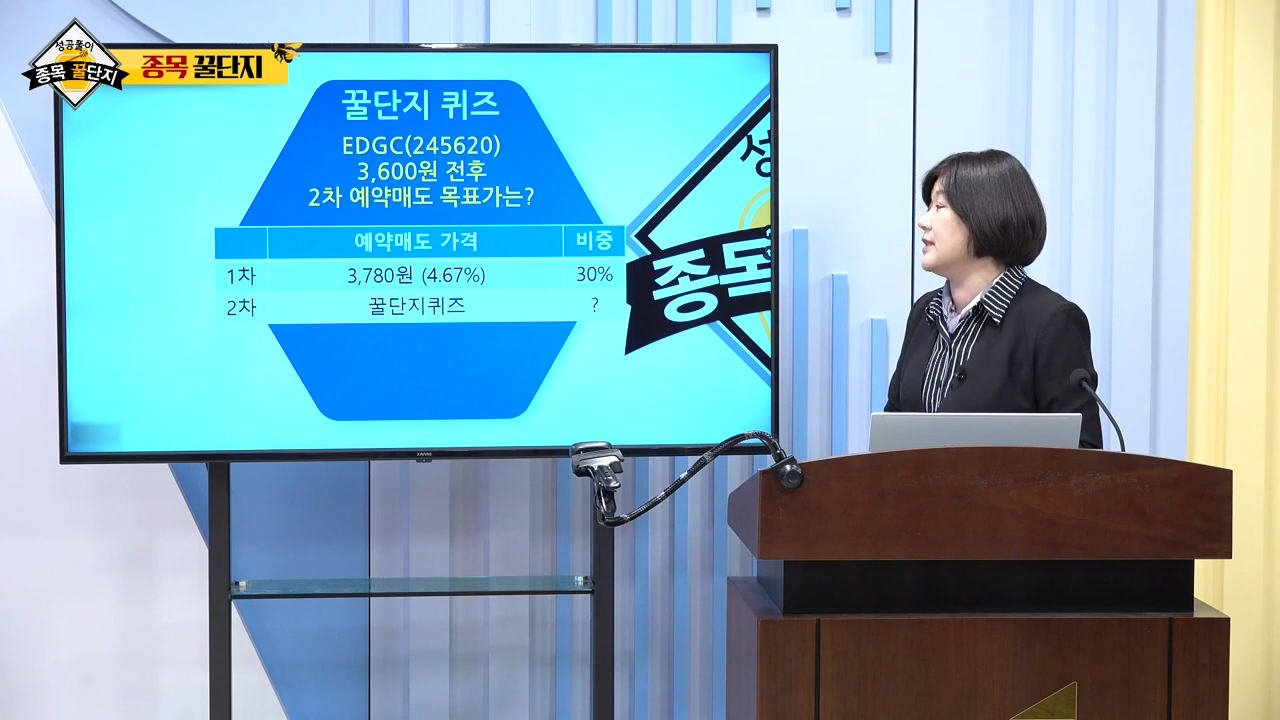 성공풀이
종목 꿀단지
종목 꿀단지
꿀단지 퀴즈
EDGC(245620)
3,600원 전후
2차 예약매도 목표가는?
예약매도 가격 비중
1차 3,780원 (4.67%) 30%
2차 꿀단지퀴즈 ?
성
종목